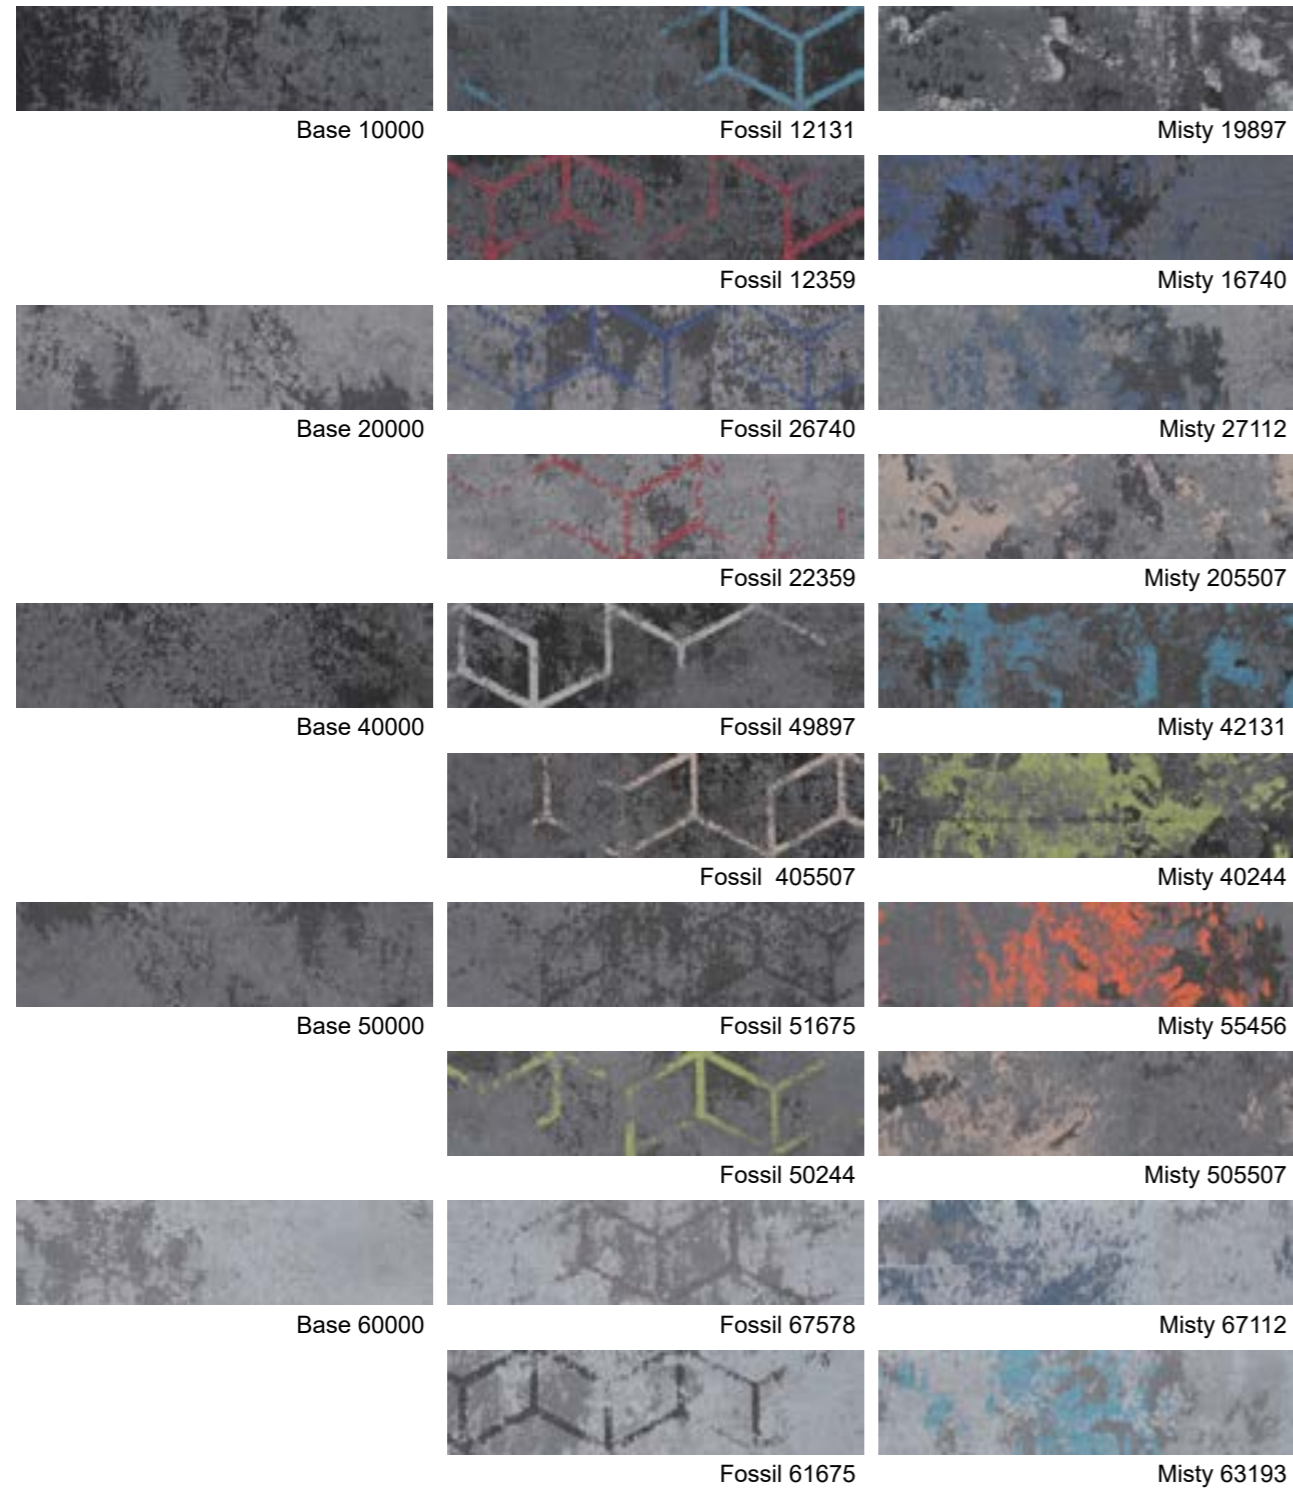 Base 10000
Fossil 12131
Misty 19897
Fossil 12359
Misty 16740
Base 20000
Fossil 26740
Misty 27112
Fossil 22359
Misty 205507
Base 40000
Fossil 49897
Misty 42131
Fossil  405507
Misty 40244
Base 50000
Fossil 51675
Misty 55456
Fossil 50244
Misty 505507
Base 60000
Fossil 67578
Misty 67112
Fossil 61675
Misty 63193